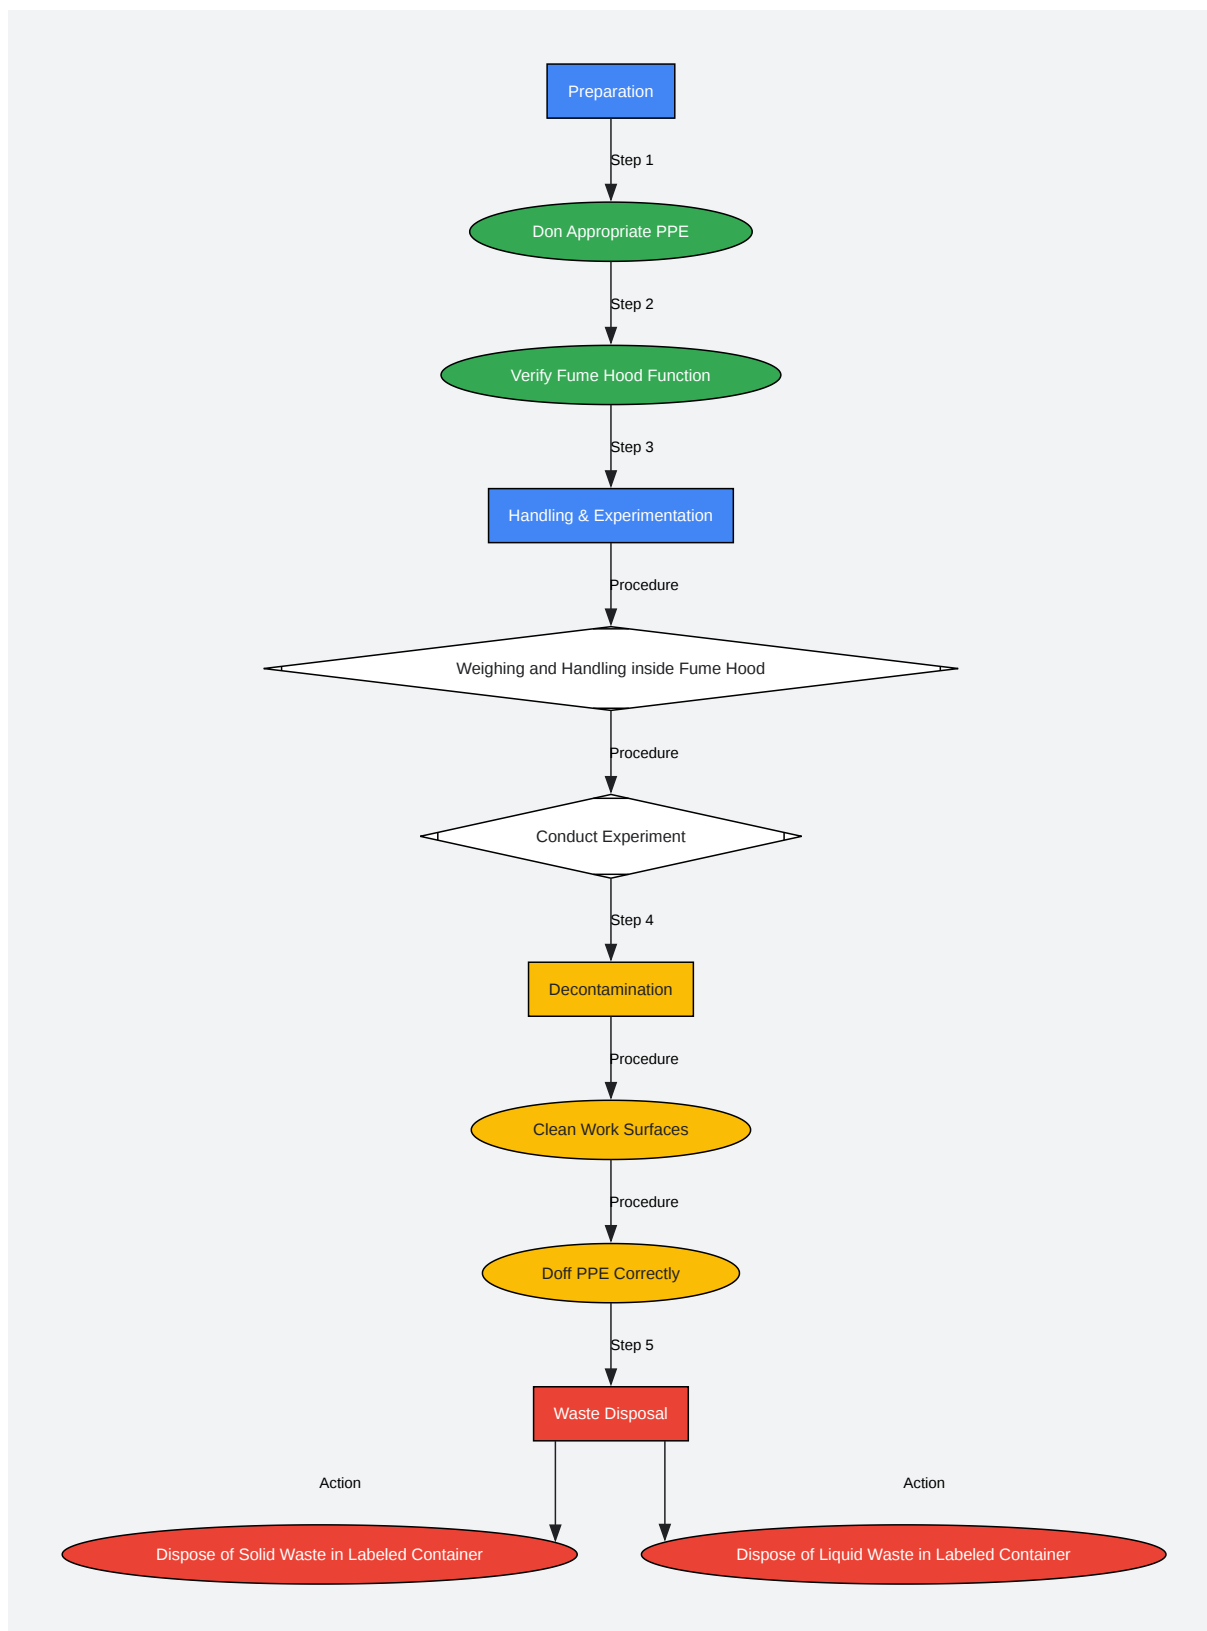 Preparation
Step 1
Don Appropriate PPE
Step 2
Verify Fume Hood Function
Step 3
Handling & Experimentation
Procedure
Weighing and Handling inside Fume Hood
Procedure
Conduct Experiment
Step 4
Decontamination
Procedure
Clean Work Surfaces
Procedure
Doff PPE Correctly
Step 5
Waste Disposal
Action
Action
Dispose of Solid Waste in Labeled Container
Dispose of Liquid Waste in Labeled Container